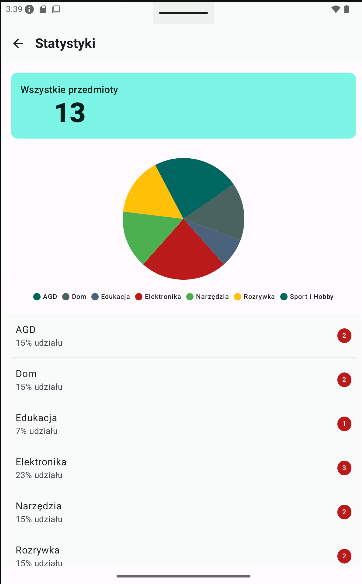 3:39
Statystyki
Wszystkie przedmioty
13
AGD Dom Edukacja Elektronika Narzędzia Rozrywka Sport i Hobby
AGD
15% udziału
2
Dom
15% udziału
2
Edukacja
7% udziału
1
Elektronika
23% udziału
3
Narzędzia
15% udziału
2
Rozrywka
15% udziału
2